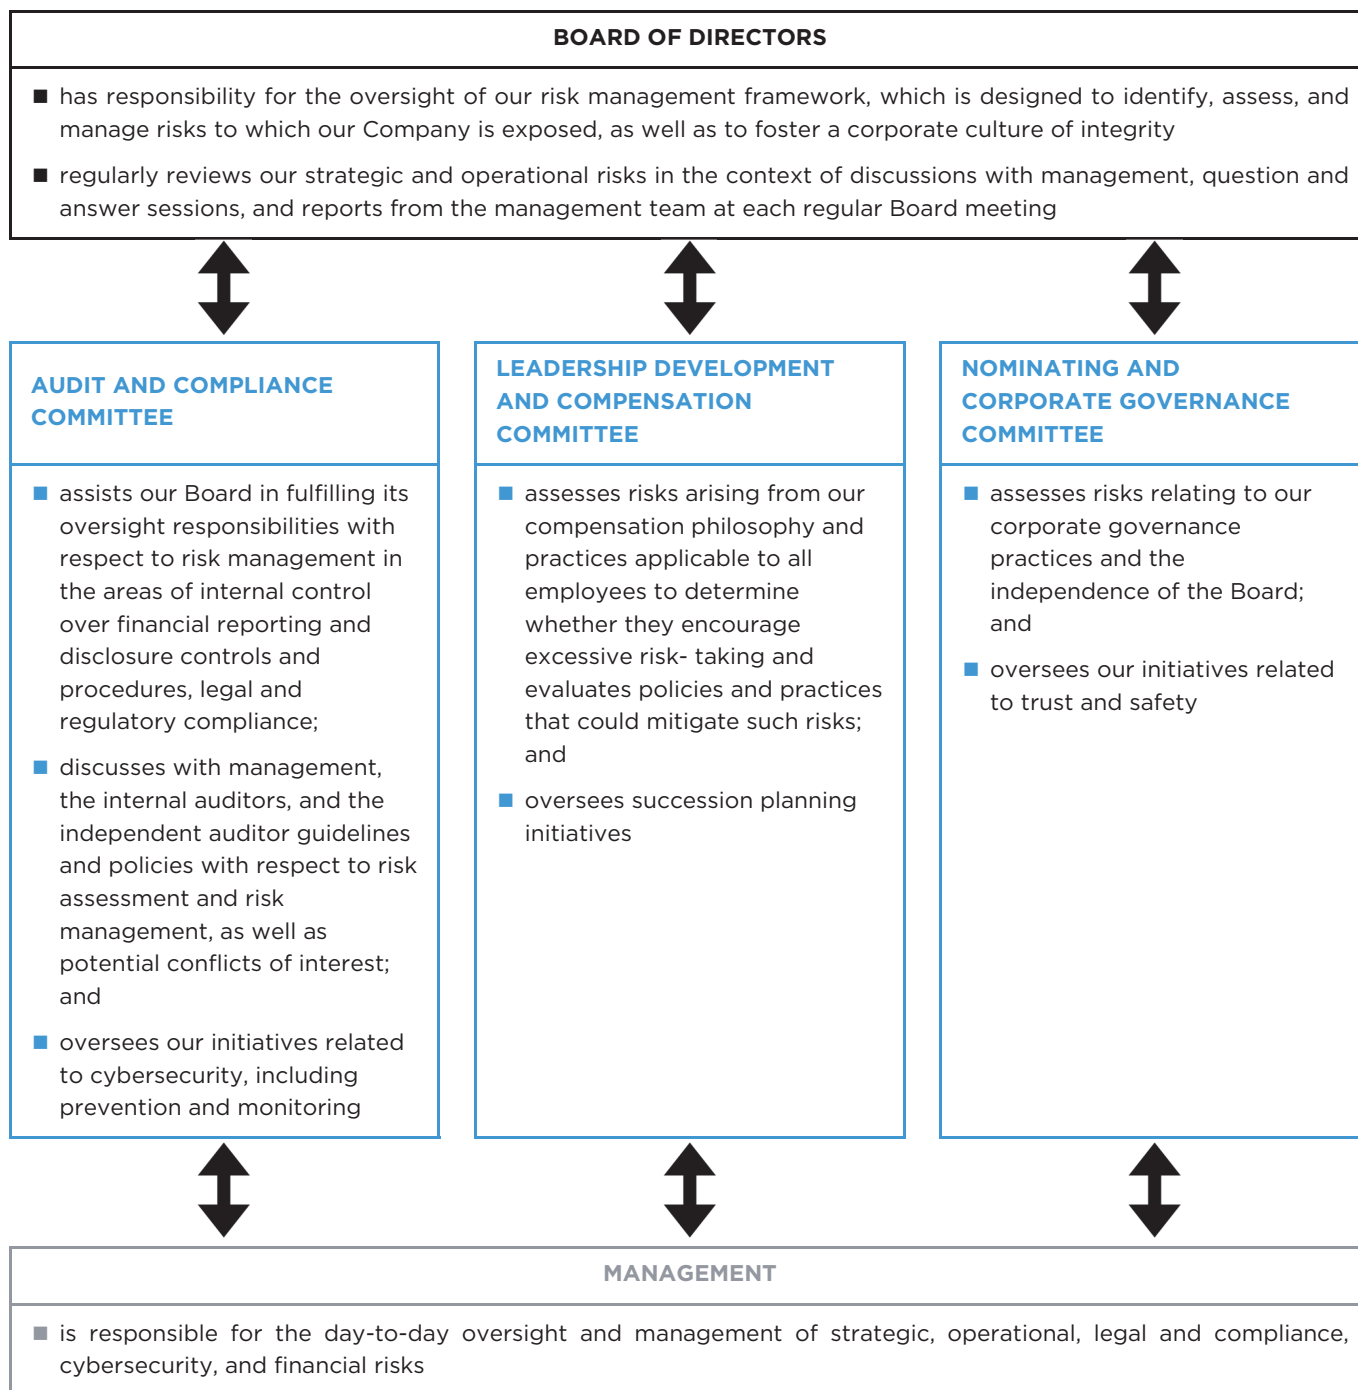 BOARD OF DIRECTORS
■ has responsibility for the oversight of our risk management framework, which is designed to identify, assess, and
manage risks to which our Company is exposed, as well as to foster a corporate culture of integrity
■ regularly reviews our strategic and operational risks in the context of discussions with management, question and
answer sessions, and reports from the management team at each regular Board meeting
AUDIT AND COMPLIANCE
COMMITTEE
■ assists our Board in fulfilling its
oversight responsibilities with
respect to risk management in
the areas of internal control
over financial reporting and
disclosure controls and
procedures, legal and
regulatory compliance;
■ discusses with management,
the internal auditors, and the
independent auditor guidelines
and policies with respect to risk
assessment and risk
management, as well as
potential conflicts of interest;
and
■ oversees our initiatives related
to cybersecurity, including
prevention and monitoring
LEADERSHIP DEVELOPMENT
AND COMPENSATION
COMMITTEE
■ assesses risks arising from our
compensation philosophy and
practices applicable to all
employees to determine
whether they encourage
excessive risk- taking and
evaluates policies and practices
that could mitigate such risks;
and
■ oversees succession planning
initiatives
NOMINATING AND
CORPORATE GOVERNANCE
COMMITTEE
■ assesses risks relating to our
corporate governance
practices and the
independence of the Board;
and
■ oversees our initiatives related
to trust and safety
MANAGEMENT
■ is responsible for the day-to-day oversight and management of strategic, operational, legal and compliance,
cybersecurity, and financial risks